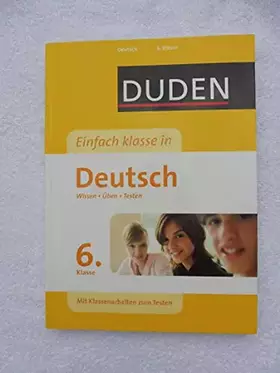 Deutsch 6. Klasse
DUDEN
Einfach klasse in
Deutsch
Wissen • Üben • Testen
6.
Klasse
Mit Klassenarbeiten zum Testen